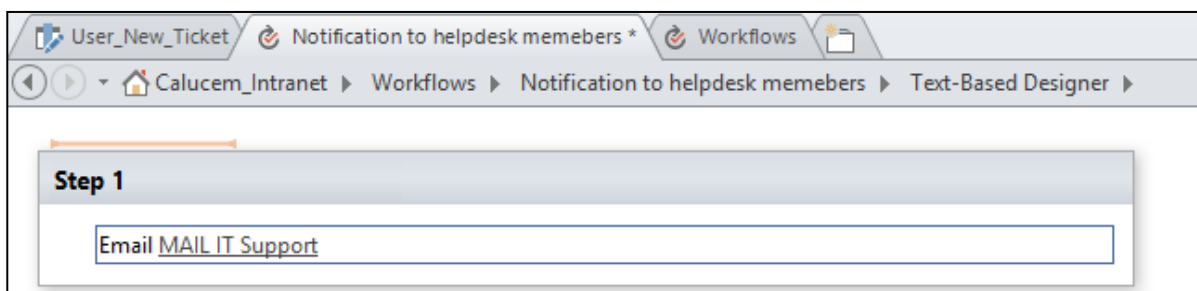 User_New_Ticket Notification to helpdesk memebers * Workflows
Calucem_Intranet Workflows Notification to helpdesk memebers Text-Based Designer
Step 1
Email MAIL IT Support